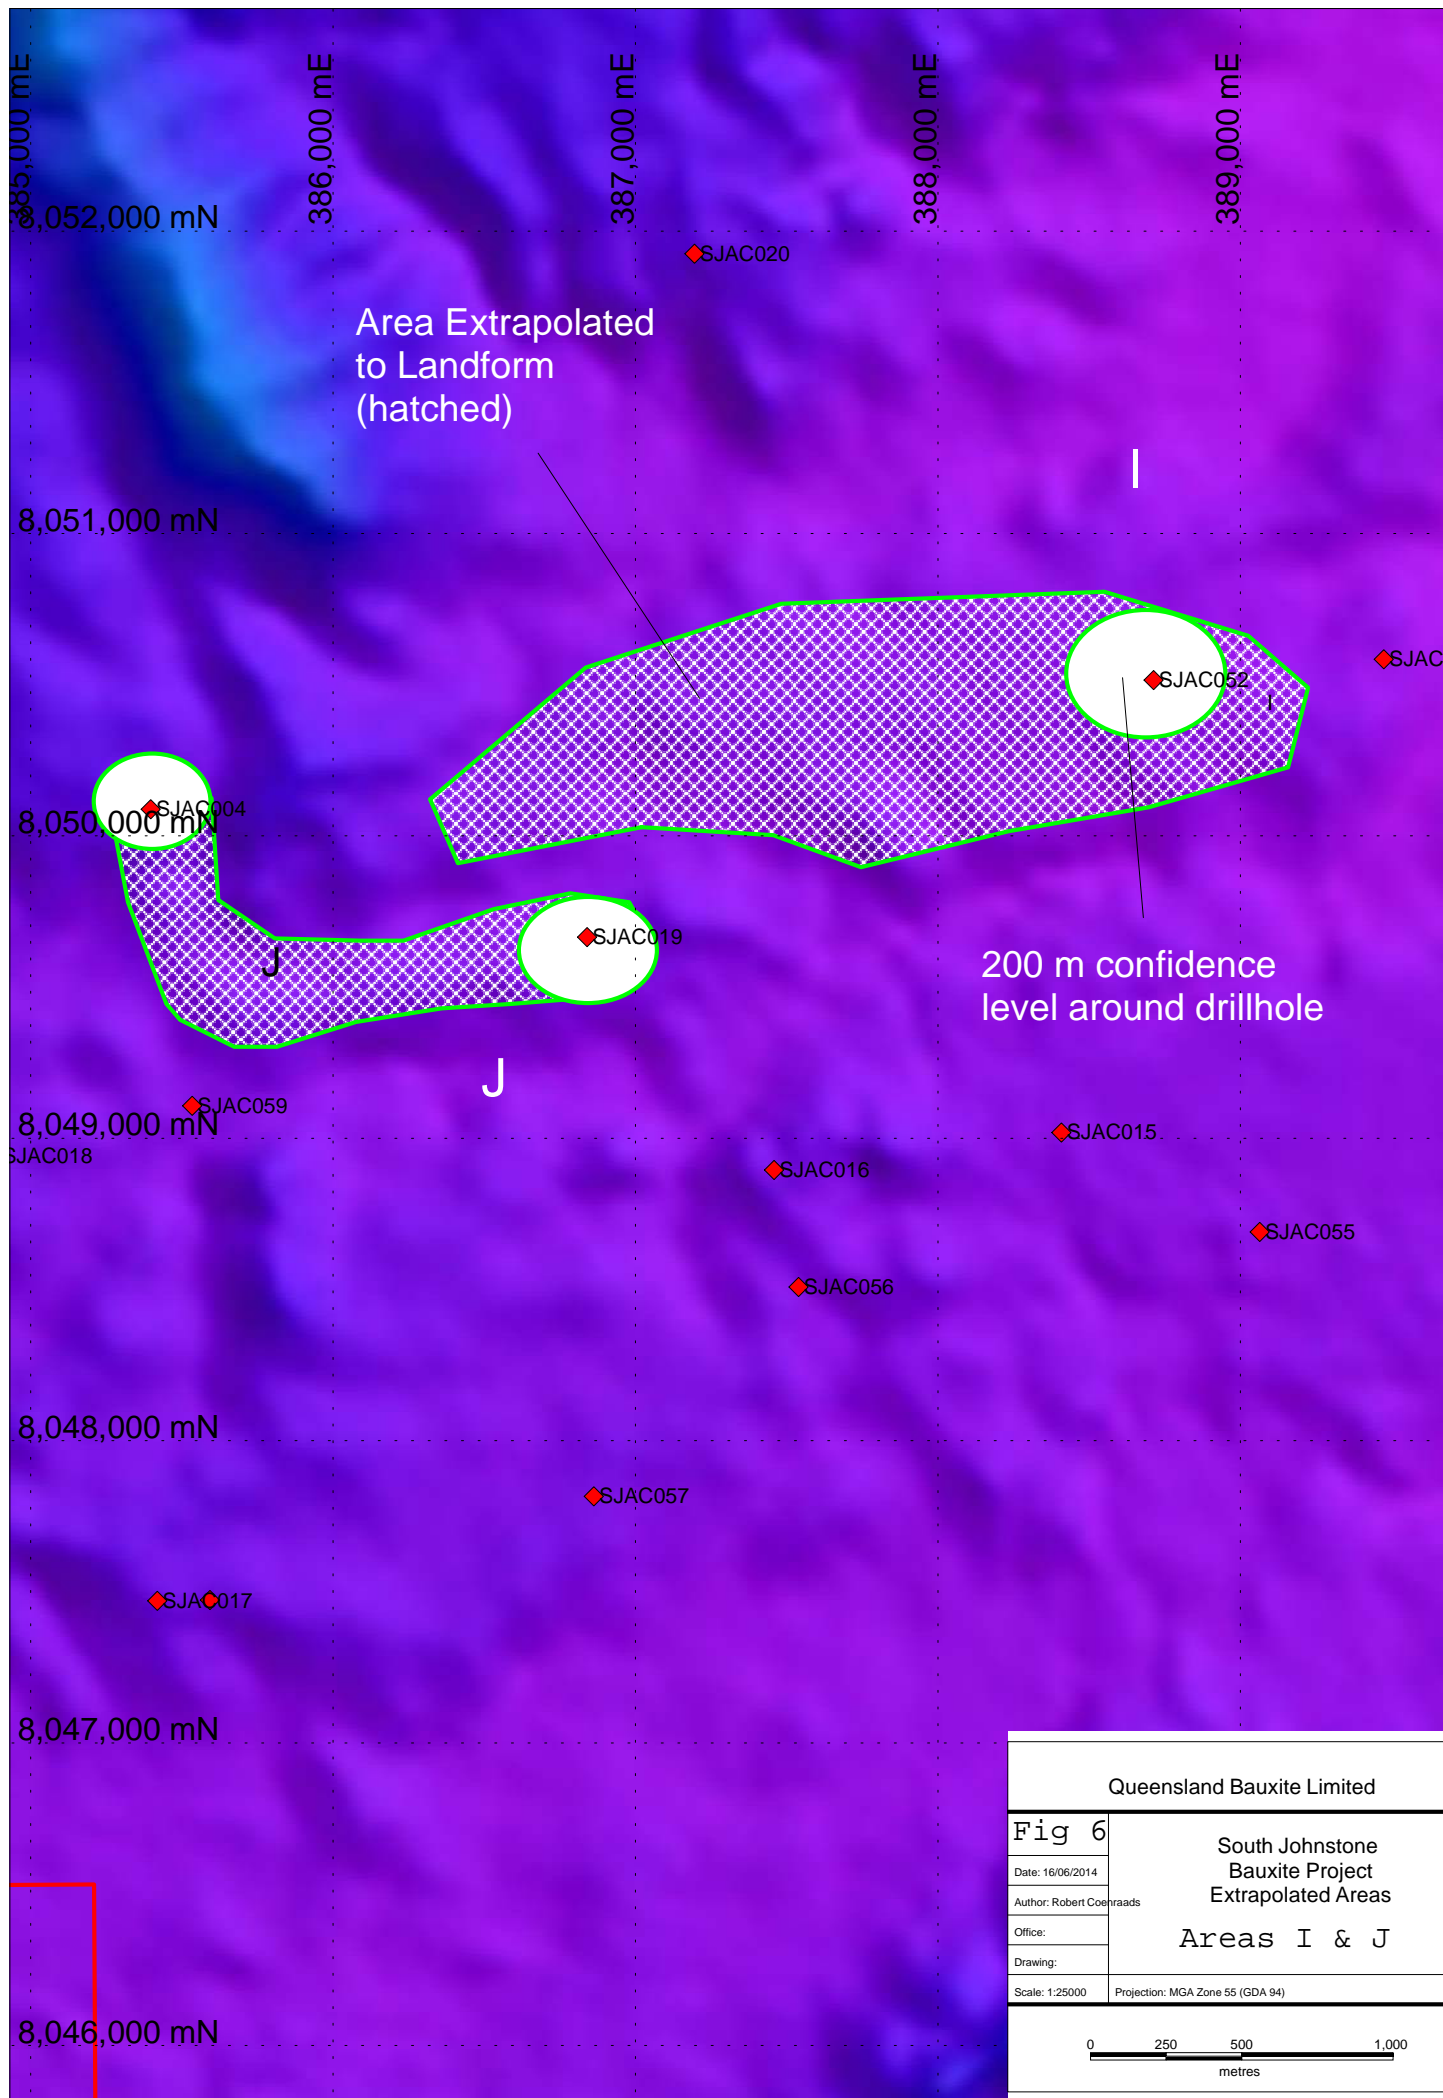 385,000 mE
386,000 mE
387,000 mE
388,000 mE
389,000 mE
8,052,000 mN
SJAC020
Area Extrapolated
to Landform
(hatched)
I
8,051,000 mN
SJAC
SJAC052
I
SJAC004
8,050,000 mN
SJAC019
J
200 m confidence
level around drillhole
J
SJAC059
8,049,000 mN
SJAC015
SJAC018
SJAC016
SJAC055
SJAC056
8,048,000 mN
SJAC057
SJAC017
8,047,000 mN
Queensland Bauxite Limited
Fig 6
South Johnstone
Bauxite Project
Extrapolated Areas
Areas I & J
Date: 16/06/2014
Author: Robert Coenraads
Office:
Drawing:
Scale: 1:25000
Projection: MGA Zone 55 (GDA 94)
8,046,000 mN
0 250 500 1,000
metres